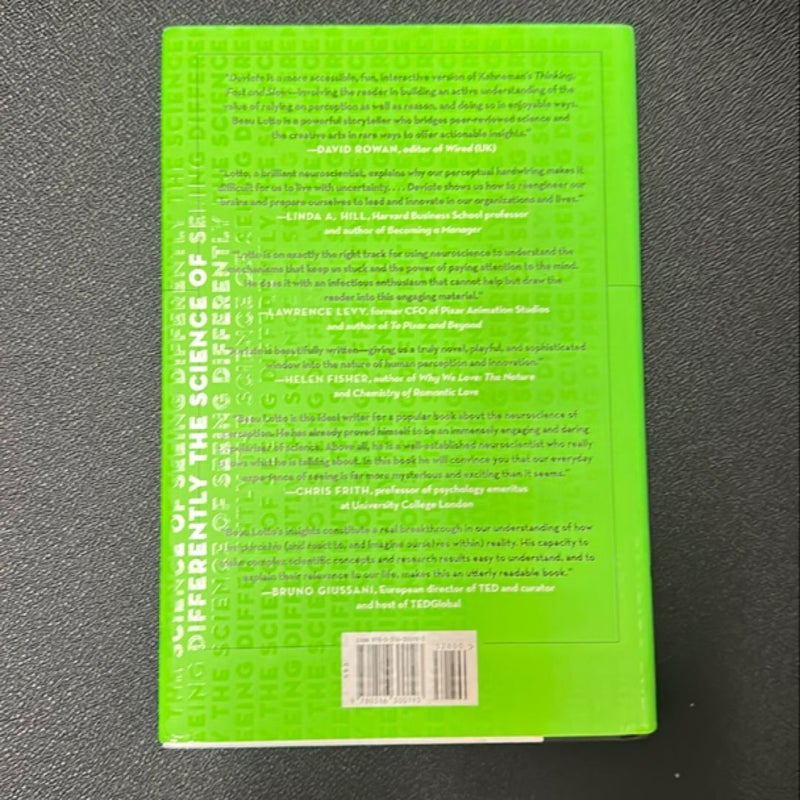 "Deviate is a more accessible, fun, interactive version of Kahneman's Thinking,
Fast and Slow—involving the reader in building an active understanding of the
value of relying on perception as well as reason, and doing so in enjoyable ways.
Beau Lotto is a powerful storyteller who bridges peer-reviewed science and
the creative arts in rare ways to offer actionable insights."
—DAVID ROWAN, editor of Wired (UK)
"Lotto, a brilliant neuroscientist, explains why our perceptual hardwiring makes it
difficult for us to live with uncertainty. . . . Deviate shows us how to reengineer our
brains and prepare ourselves to lead and innovate in our organizations and lives."
—LINDA A. HILL, Harvard Business School professor
and author of Becoming a Manager
"Lotto is on exactly the right track for using neuroscience to understand the
mechanisms that keep us stuck and the power of paying attention to the mind.
He does it with an infectious enthusiasm that cannot help but draw the
reader into this engaging material."
LAWRENCE LEVY, former CFO of Pixar Animation Studios
and author of To Pixar and Beyond
is beautifully written—giving us a truly novel, playful, and sophisticated
window into the nature of human perception and innovation."
—HELEN FISHER, author of Why We Love: The Nature
and Chemistry of Romantic Love
"Beau Lotto is the ideal writer for a popular book about the neuroscience of
perception. He has already proved himself to be an immensely engaging and daring
of science. Above all, he is a well-established neuroscientist who really
knows what he is talking about. In this book he will convince you that our everyday
experience of seeing is far more mysterious and exciting than it seems."
—CHRIS FRITH, professor of psychology emeritus
at University College London
"Beau Lotto's insights constitute a real breakthrough in our understanding of how
we perceive (and react to, and imagine ourselves within) reality. His capacity to
make complex scientific concepts and research results easy to understand, and to
explain their relevance to our life, makes this an utterly readable book."
—BRUNO GIUSSANI, European director of TED and curator
and host of TEDGlobal
THE SCIENCE OF SEEING DIFFERENTLY THE SCIENCE
SEEING DIFFERENTLY THE SCIENCE OF SEEING DIFFERE
Y THE SCIENCE OF SEEING DIFFERENTLY